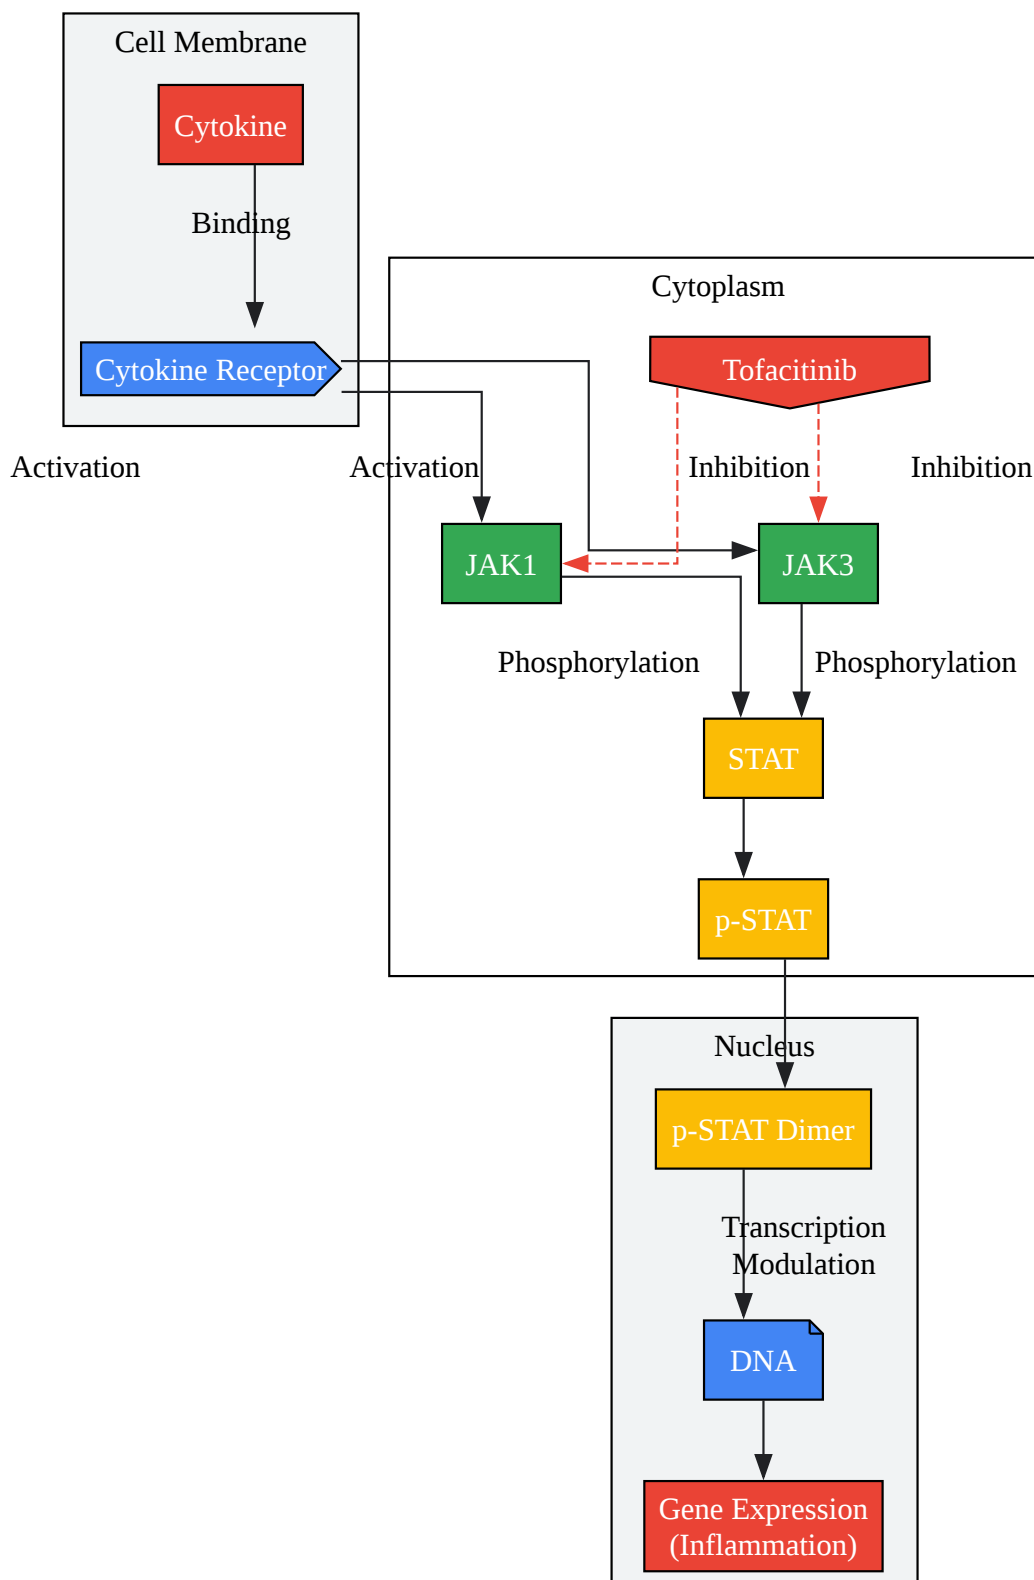 Cell Membrane
Cytokine
Binding
Cytoplasm
Cytokine Receptor
Tofacitinib
Activation
Activation
Inhibition
Inhibition
JAK1
JAK3
Phosphorylation
Phosphorylation
STAT
p-STAT
Nucleus
p-STAT Dimer
Transcription
Modulation
DNA
Gene Expression
(Inflammation)